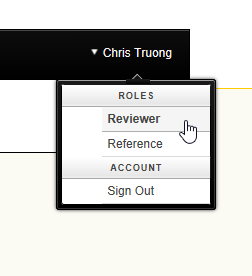 Chris Truong
ROLES
Reviewer
Reference
ACCOUNT
Sign Out